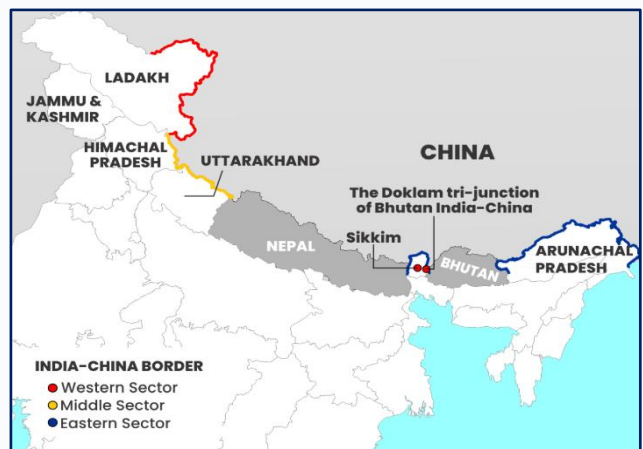 LADAKH
JAMMU &
KASHMIR
HIMACHAL
PRADESH
UTTARAKHAND
CHINA
The Doklam tri-junction
of Bhutan India-China
Sikkim
NEPAL
BHUTAN
ARUNACHAL
PRADESH
INDIA-CHINA BORDER
Western Sector
Middle Sector
Eastern Sector